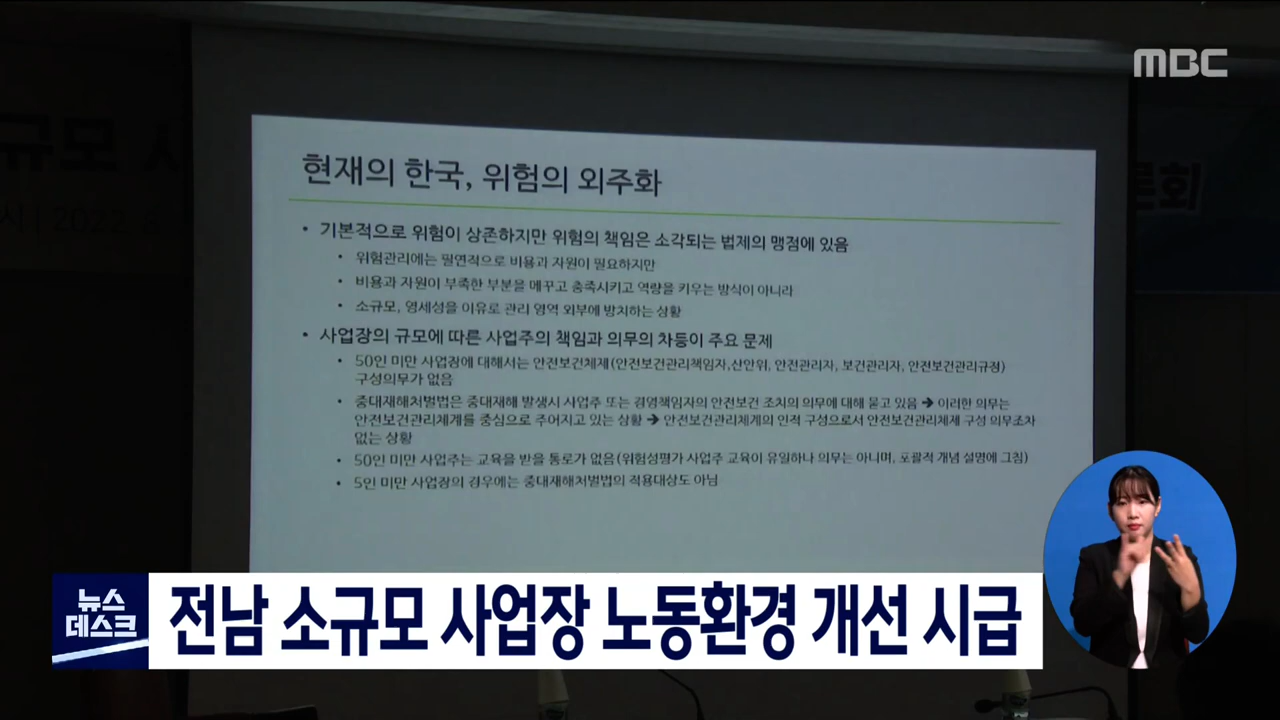 MBC
규모 사
2022
론회
현재의 한국, 위험의 외주화
• 기본적으로 위험이 상존하지만 위험의 책임은 소각되는 법제의 맹점에 있음
• 위험관리에는 필연적으로 비용과 자원이 필요하지만
• 비용과 자원이 부족한 부분을 메꾸고 충족시키고 역량을 키우는 방식이 아니라
• 소규모, 영세성을 이유로 관리 영역 외부에 방치하는 상황
• 사업장의 규모에 따른 사업주의 책임과 의무의 차등이 주요 문제
• 50인 미만 사업장에 대해서는 안전보건체제(안전보건관리책임자,산안위, 안전관리자, 보건관리자, 안전보건관리규정)
구성의무가 없음
• 중대재해처벌법은 중대재해 발생시 사업주 또는 경영책임자의 안전보건 조치의 의무에 대해 묻고 있음 → 이러한 의무는
안전보건관리체계를 중심으로 주어지고 있는 상황 → 안전보건관리체계의 인적 구성으로서 안전보건관리체제 구성 의무조차
없는 상황
• 50인 미만 사업주는 교육을 받을 통로가 없음(위험성평가 사업주 교육이 유일하나 의무는 아니며, 포괄적 개념 설명에 그침)
• 5인 미만 사업장의 경우에는 중대재해처벌법의 적용대상도 아님
뉴스
데스크
전남 소규모 사업장 노동환경 개선 시급